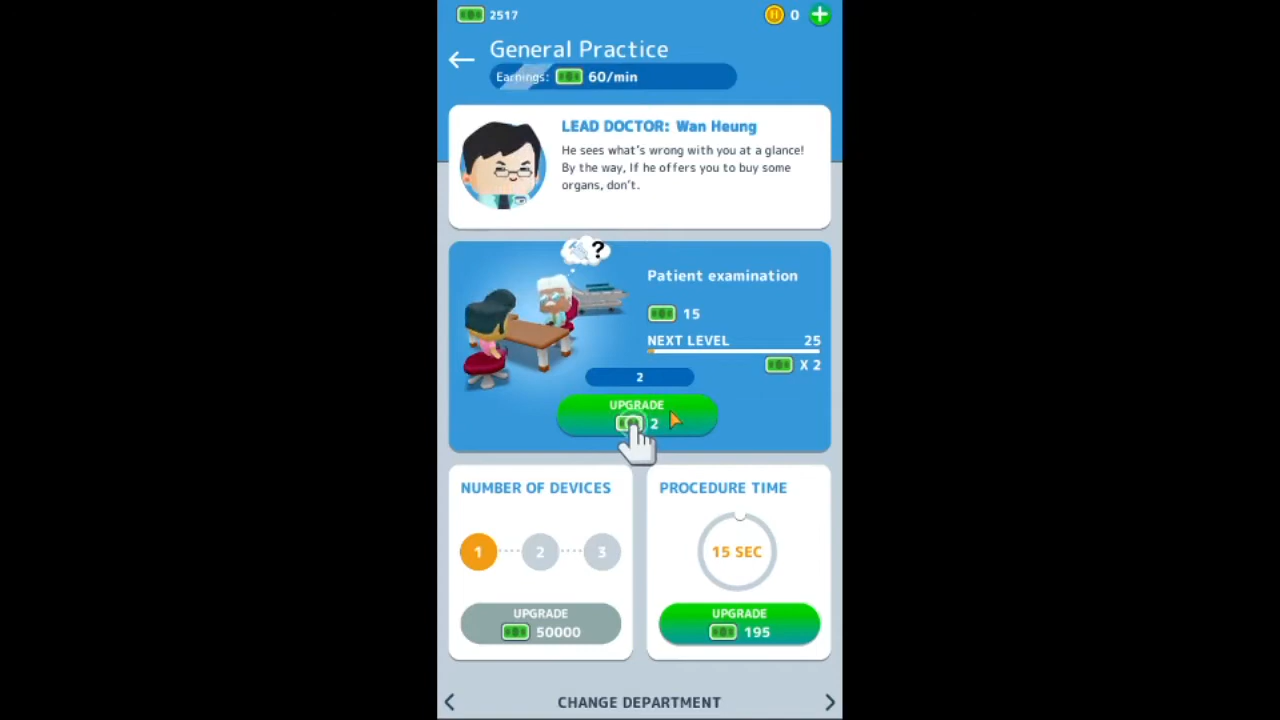 2517
0
General Practice
Earnings: 60/min
LEAD DOCTOR: Wan Heung
He sees what's wrong with you at a glance!
By the way, If he offers you to buy some
organs, don't.
?
Patient examination
15
NEXT LEVEL 25
X 2
2
UPGRADE
2
NUMBER OF DEVICES
1 2 3
UPGRADE
50000
PROCEDURE TIME
15 SEC
UPGRADE
195
CHANGE DEPARTMENT